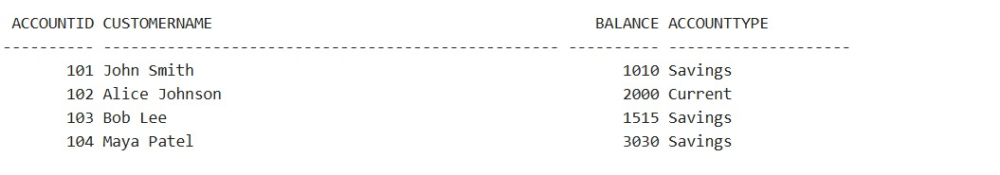 ACCOUNTID CUSTOMERNAME BALANCE ACCOUNTTYPE
---------- -------------------------------------------------- ---------- --------------------
101 John Smith 1010 Savings
102 Alice Johnson 2000 Current
103 Bob Lee 1515 Savings
104 Maya Patel 3030 Savings